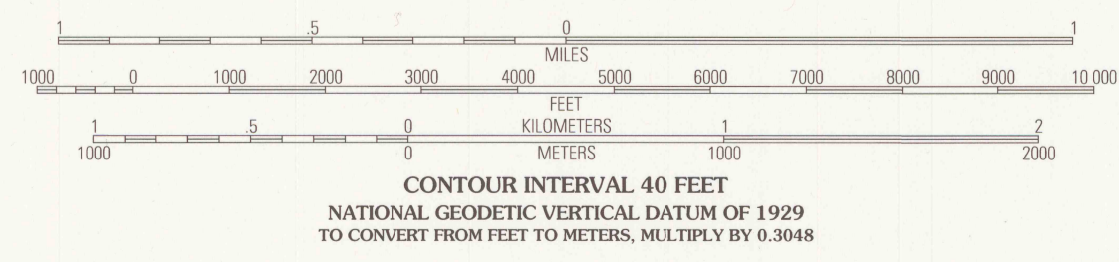 1 .5 0 1
MILES
1000 0 1000 2000 3000 4000 5000 6000 7000 8000 9000 10 000
FEET
1 .5 0 KILOMETERS 1 2
1000 0 METERS 1000 2000
CONTOUR INTERVAL 40 FEET
NATIONAL GEODETIC VERTICAL DATUM OF 1929
TO CONVERT FROM FEET TO METERS, MULTIPLY BY 0.3048